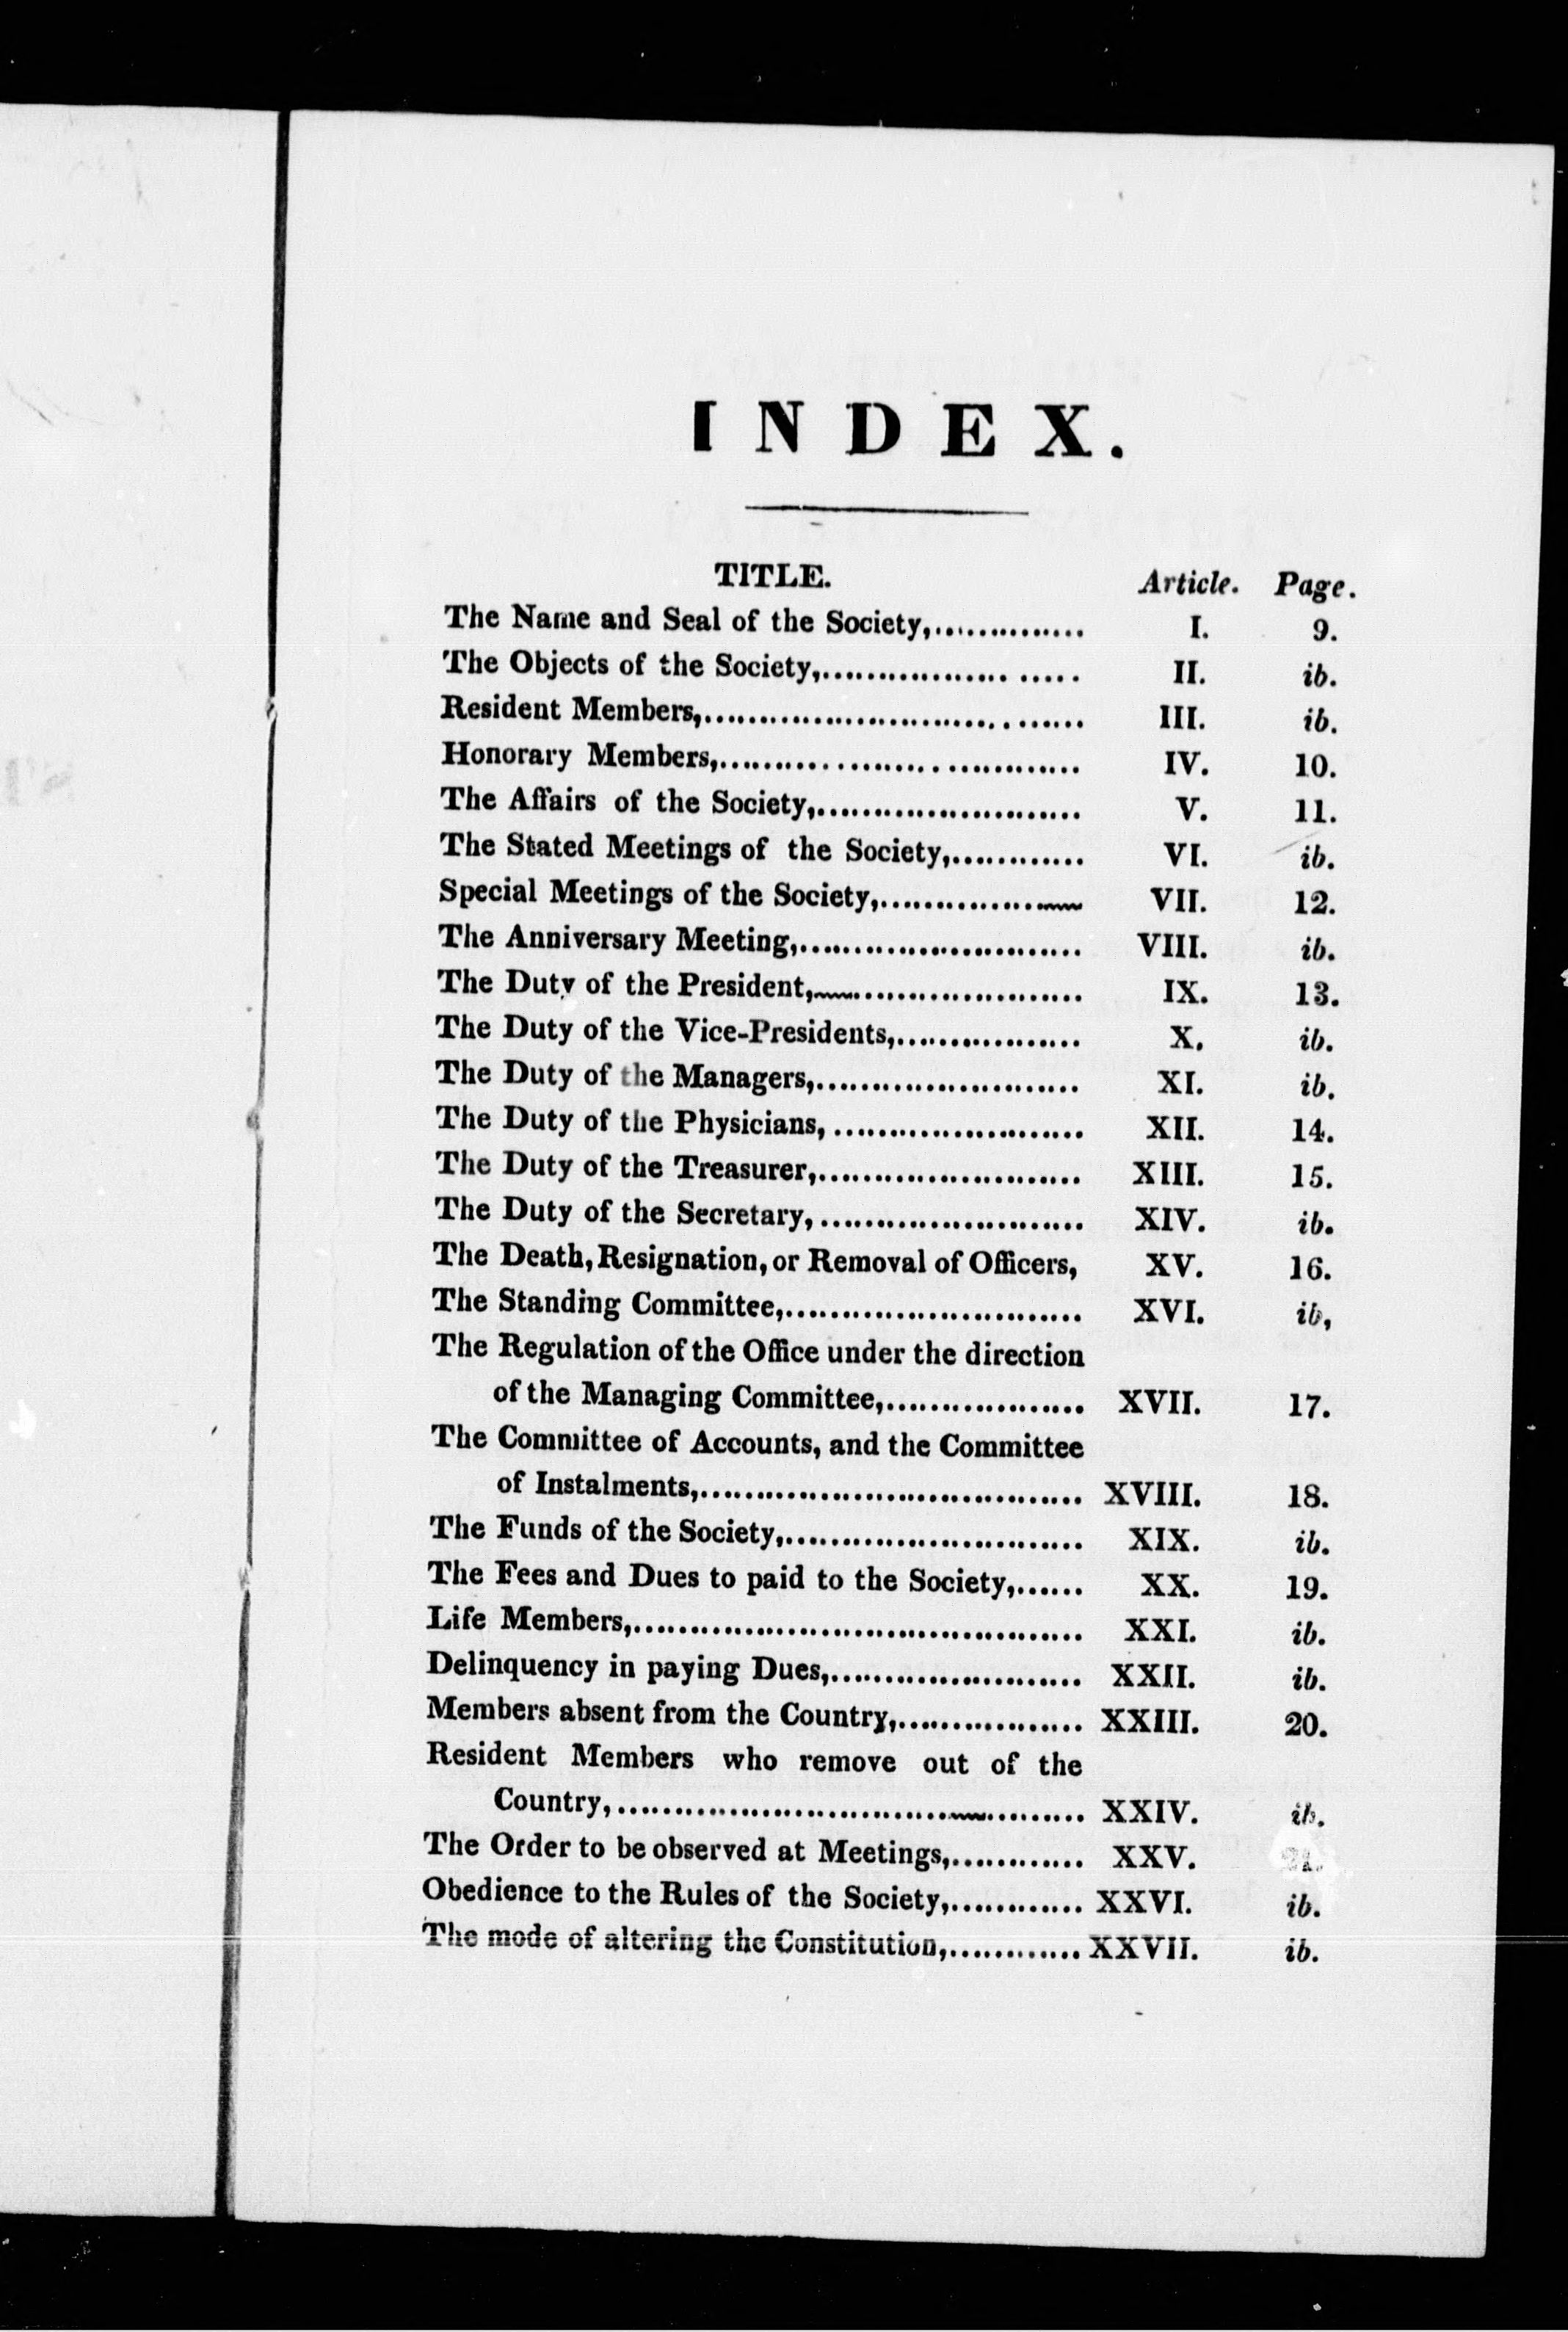 INDEX.
TITLE. Article. Page.
The Name and Seal of the Society,.............. I. 9.
The Objects of the Society,...................... II. ib.
Resident Members,.................................. III. ib.
Honorary Members,................................ IV. 10.
The Affairs of the Society,........................ V. 11.
The Stated Meetings of the Society,............ VI. ib.
Special Meetings of the Society,.................. VII. 12.
The Anniversary Meeting,.......................... VIII. ib.
The Duty of the President,........................ IX. 13.
The Duty of the Vice-Presidents,................. X. ib.
The Duty of the Managers,........................ XI. ib.
The Duty of the Physicians, ....................... XII. 14.
The Duty of the Treasurer,........................ XIII. 15.
The Duty of the Secretary,........................ XIV. ib.
The Death, Resignation, or Removal of Officers, XV. 16.
The Standing Committee,........................... XVI. ib,
The Regulation of the Office under the direction
of the Managing Committee,.................. XVII. 17.
The Committee of Accounts, and the Committee
of Instalments,................................... XVIII. 18.
The Funds of the Society,........................... XIX. ib.
The Fees and Dues to paid to the Society,...... XX. 19.
Life Members,......................................... XXI. ib.
Delinquency in paying Dues,....................... XXII. ib.
Members absent from the Country,................. XXIII. 20.
Resident Members who remove out of the
Country,........................................... XXIV. ib.
The Order to be observed at Meetings,............ XXV. 21.
Obedience to the Rules of the Society,............ XXVI. ib.
The mode of altering the Constitution,............ XXVII. ib.